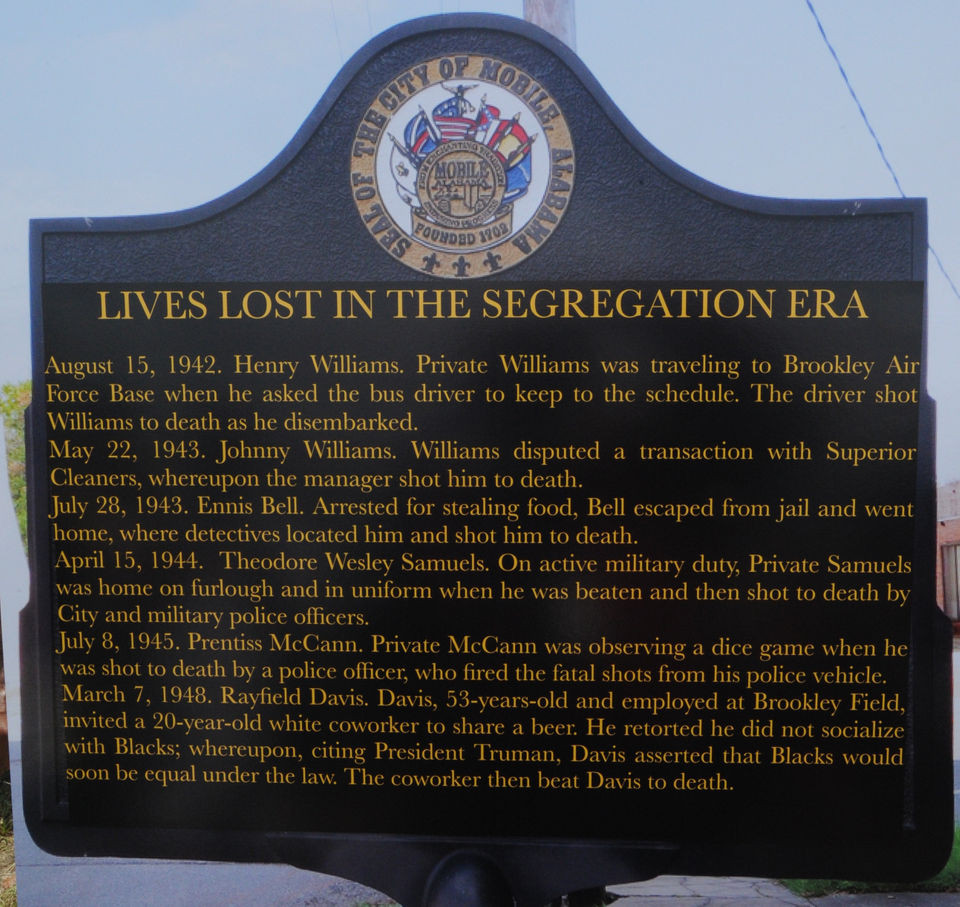 SEAL OF THE CITY OF MOBILE, ALABAMA
MOBILE
FOUNDED 1702
LIVES LOST IN THE SEGREGATION ERA
August 15, 1942. Henry Williams. Private Williams was traveling to Brookley Air
Force Base when he asked the bus driver to keep to the schedule. The driver shot
Williams to death as he disembarked.
May 22, 1943. Johnny Williams. Williams disputed a transaction with Superior
Cleaners, whereupon the manager shot him to death.
July 28, 1943. Ennis Bell. Arrested for stealing food, Bell escaped from jail and went
home, where detectives located him and shot him to death.
April 15, 1944. Theodore Wesley Samuels. On active military duty, Private Samuels
was home on furlough and in uniform when he was beaten and then shot to death by
City and military police officers.
July 8, 1945. Prentiss McCann. Private McCann was observing a dice game when he
was shot to death by a police officer, who fired the fatal shots from his police vehicle.
March 7, 1948. Rayfield Davis. Davis, 53-years-old and employed at Brookley Field,
invited a 20-year-old white coworker to share a beer. He retorted he did not socialize
with Blacks; whereupon, citing President Truman, Davis asserted that Blacks would
soon be equal under the law. The coworker then beat Davis to death.